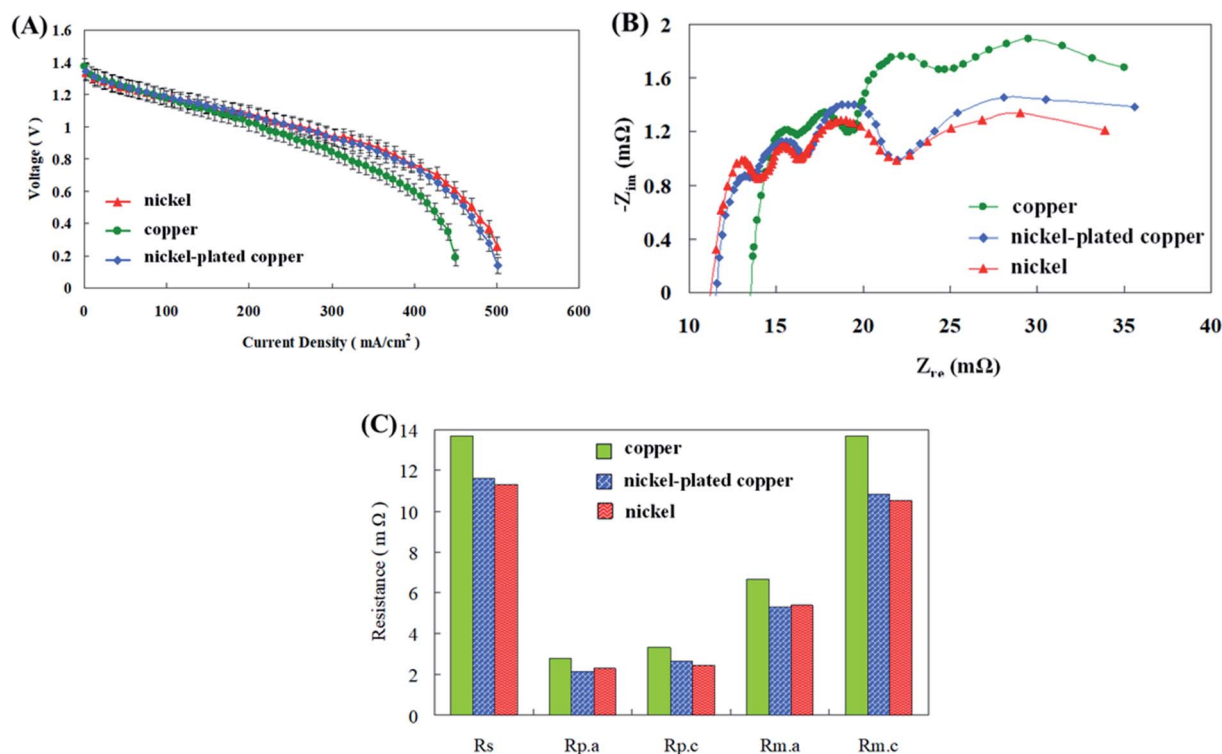 (A)
1.6
1.4
1.2
1
0.8
0.6
0.4
0.2
0
Voltage ( V )
nickel
copper
nickel-plated copper
0 100 200 300 400 500 600
Current Density ( mA/cm² )
(B)
2
1.6
1.2
0.8
0.4
0
-Zim (mΩ)
copper
nickel-plated copper
nickel
10 15 20 25 30 35 40
Zre (mΩ)
(C)
14
12
10
8
6
4
2
0
Resistance ( m Ω )
copper
nickel-plated copper
nickel
Rs Rp.a Rp.c Rm.a Rm.c